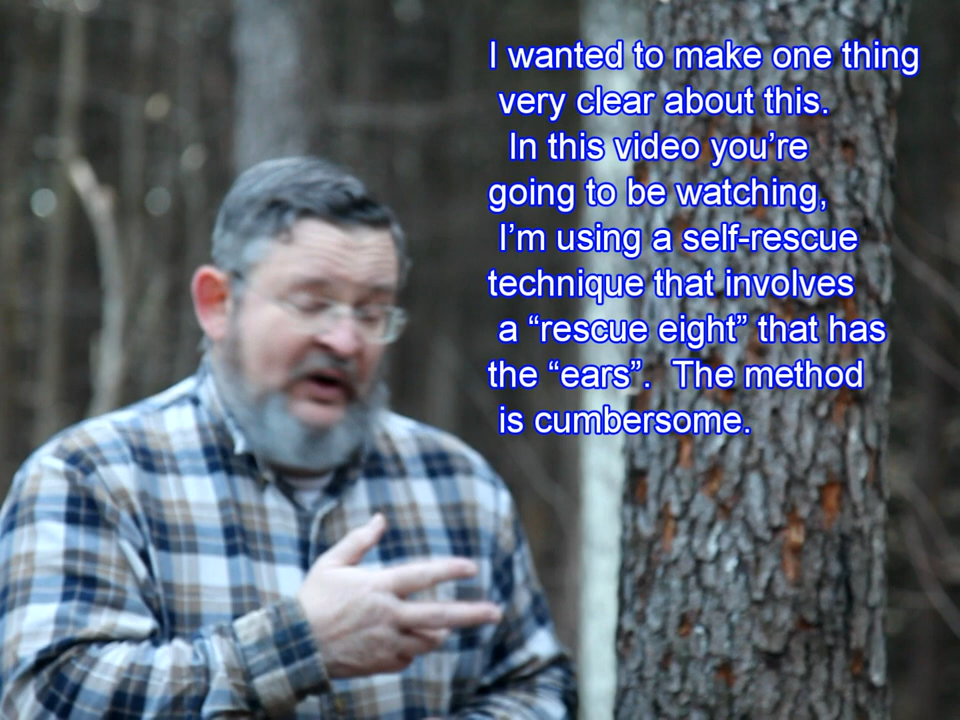 I wanted to make one thing
very clear about this.
In this video you’re
going to be watching,
I’m using a self-rescue
technique that involves
a “rescue eight” that has
the “ears”.  The method
is cumbersome.